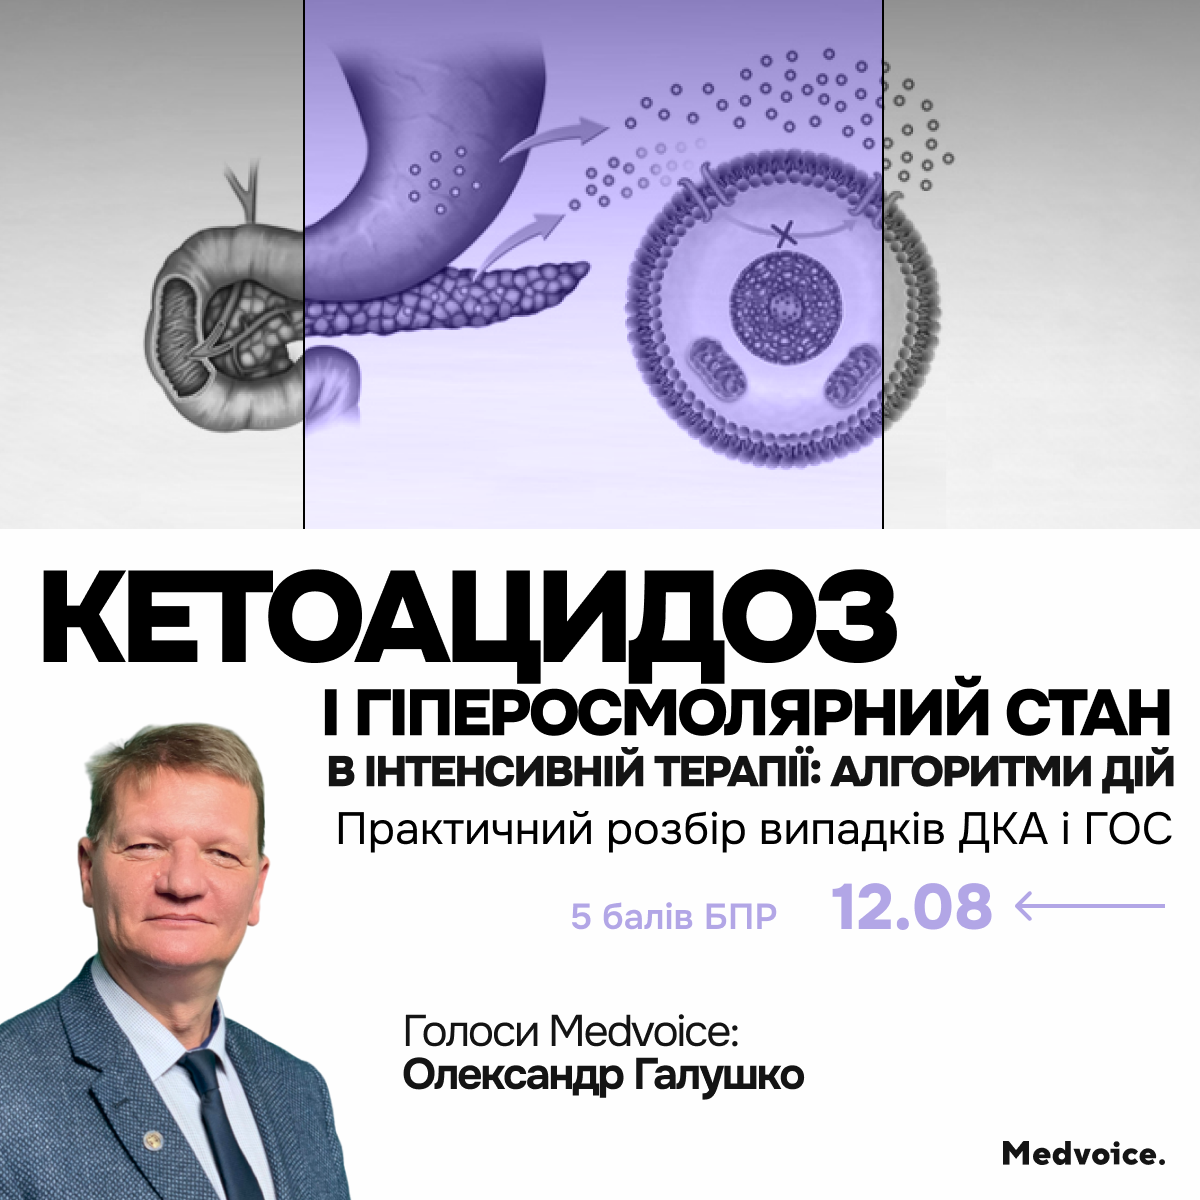 КЕТОАЦИДОЗ
І ГІПЕРОСМОЛЯРНИЙ СТАН
В ІНТЕНСИВНІЙ ТЕРАПІЇ: АЛГОРИТМИ ДІЙ
Практичний розбір випадків ДКА і ГОС
5 балів БПР 12.08
Голоси Medvoice:
Олександр Галушко
Medvoice.